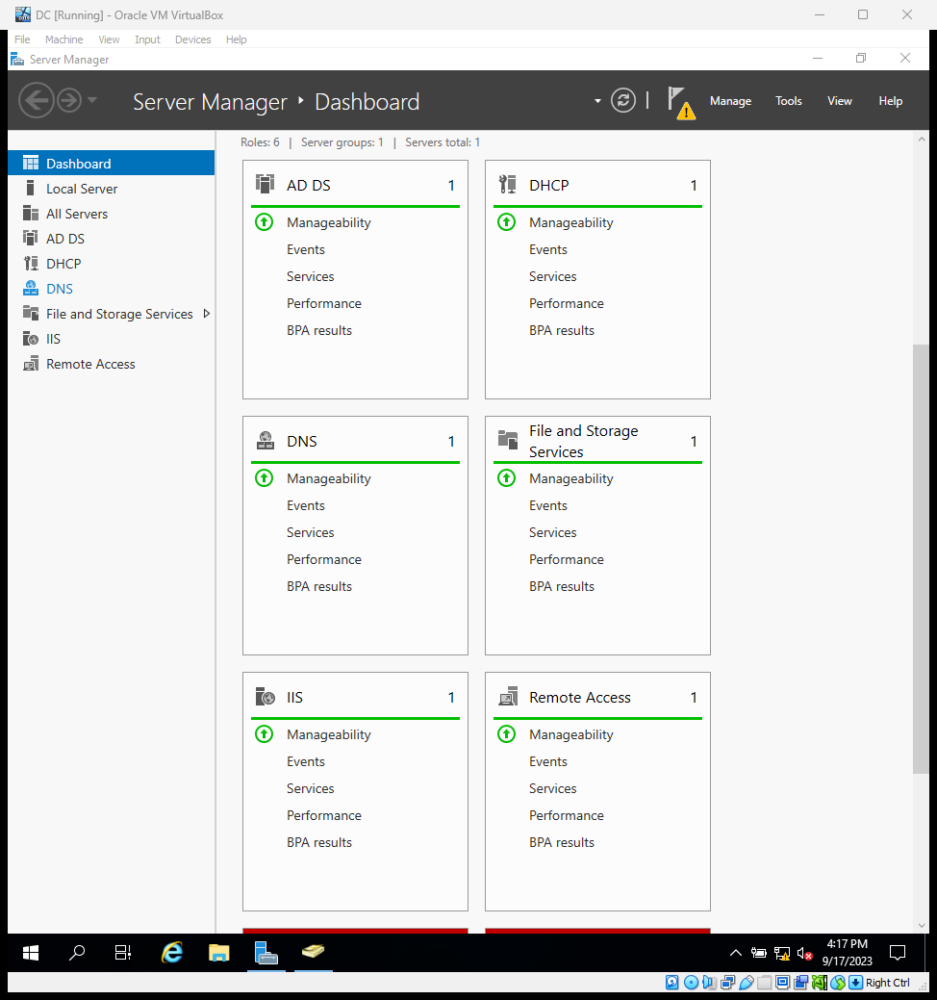 DC [Running] - Oracle VM VirtualBox
File Machine View Input Devices Help
Server Manager
Server Manager Dashboard
Manage Tools View Help
Roles: 6 | Server groups: 1 | Servers total: 1
Dashboard
Local Server
All Servers
AD DS
DHCP
DNS
File and Storage Services
IIS
Remote Access
AD DS 1
Manageability
Events
Services
Performance
BPA results
DHCP 1
Manageability
Events
Services
Performance
BPA results
DNS 1
Manageability
Events
Services
Performance
BPA results
File and Storage
Services 1
Manageability
Events
Services
Performance
BPA results
IIS 1
Manageability
Events
Services
Performance
BPA results
Remote Access 1
Manageability
Events
Services
Performance
BPA results
4:17 PM
9/17/2023
Right Ctrl